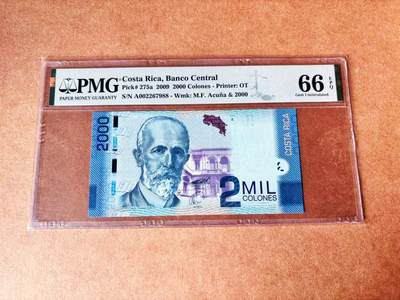 PMG
PAPER MONEY GUARANTY
Costa Rica, Banco Central
Pick# 275a 2009 2000 Colones - Printer: OT
S/N A002267988 - Wmk: M.F. Acuña & 2000
66 EPQ
Gem Uncirculated
2000
COSTA RICA
2 MIL
COLONES